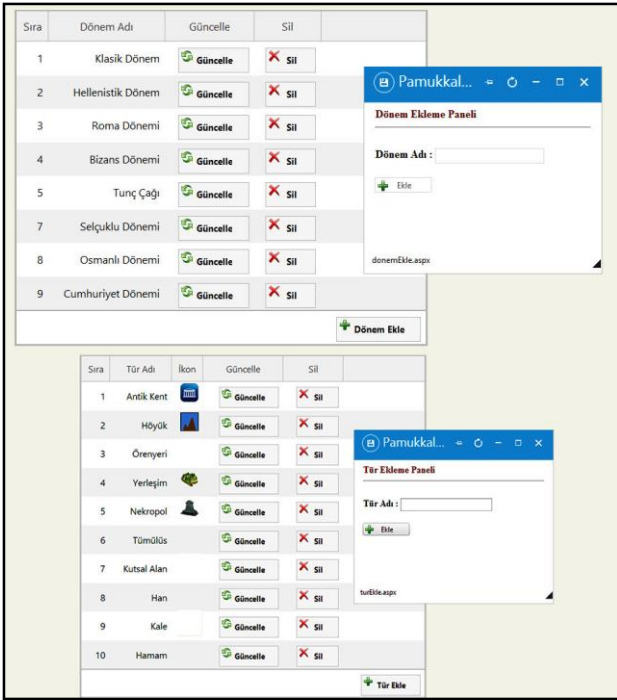 Sıra Dönem Adı Güncelle Sil
1 Klasik Dönem Güncelle Sil
2 Hellenistik Dönem Güncelle Sil
3 Roma Dönemi Güncelle Sil
4 Bizans Dönemi Güncelle Sil
5 Tunç Çağı Güncelle Sil
7 Selçuklu Dönemi Güncelle Sil
8 Osmanlı Dönemi Güncelle Sil
9 Cumhuriyet Dönemi Güncelle Sil
Dönem Ekle
Pamukkal...
Dönem Ekleme Paneli
Dönem Adı :
Ekle
donemEkle.aspx
Sıra Tür Adı İkon Güncelle Sil
1 Antik Kent Güncelle Sil
2 Höyük Güncelle Sil
3 Örenyeri Güncelle Sil
4 Yerleşim Güncelle Sil
5 Nekropol Güncelle Sil
6 Tümülüs Güncelle Sil
7 Kutsal Alan Güncelle Sil
8 Han Güncelle Sil
9 Kale Güncelle Sil
10 Hamam Güncelle Sil
Tür Ekle
Pamukkal...
Tür Ekleme Paneli
Tür Adı :
Ekle
turEkle.aspx